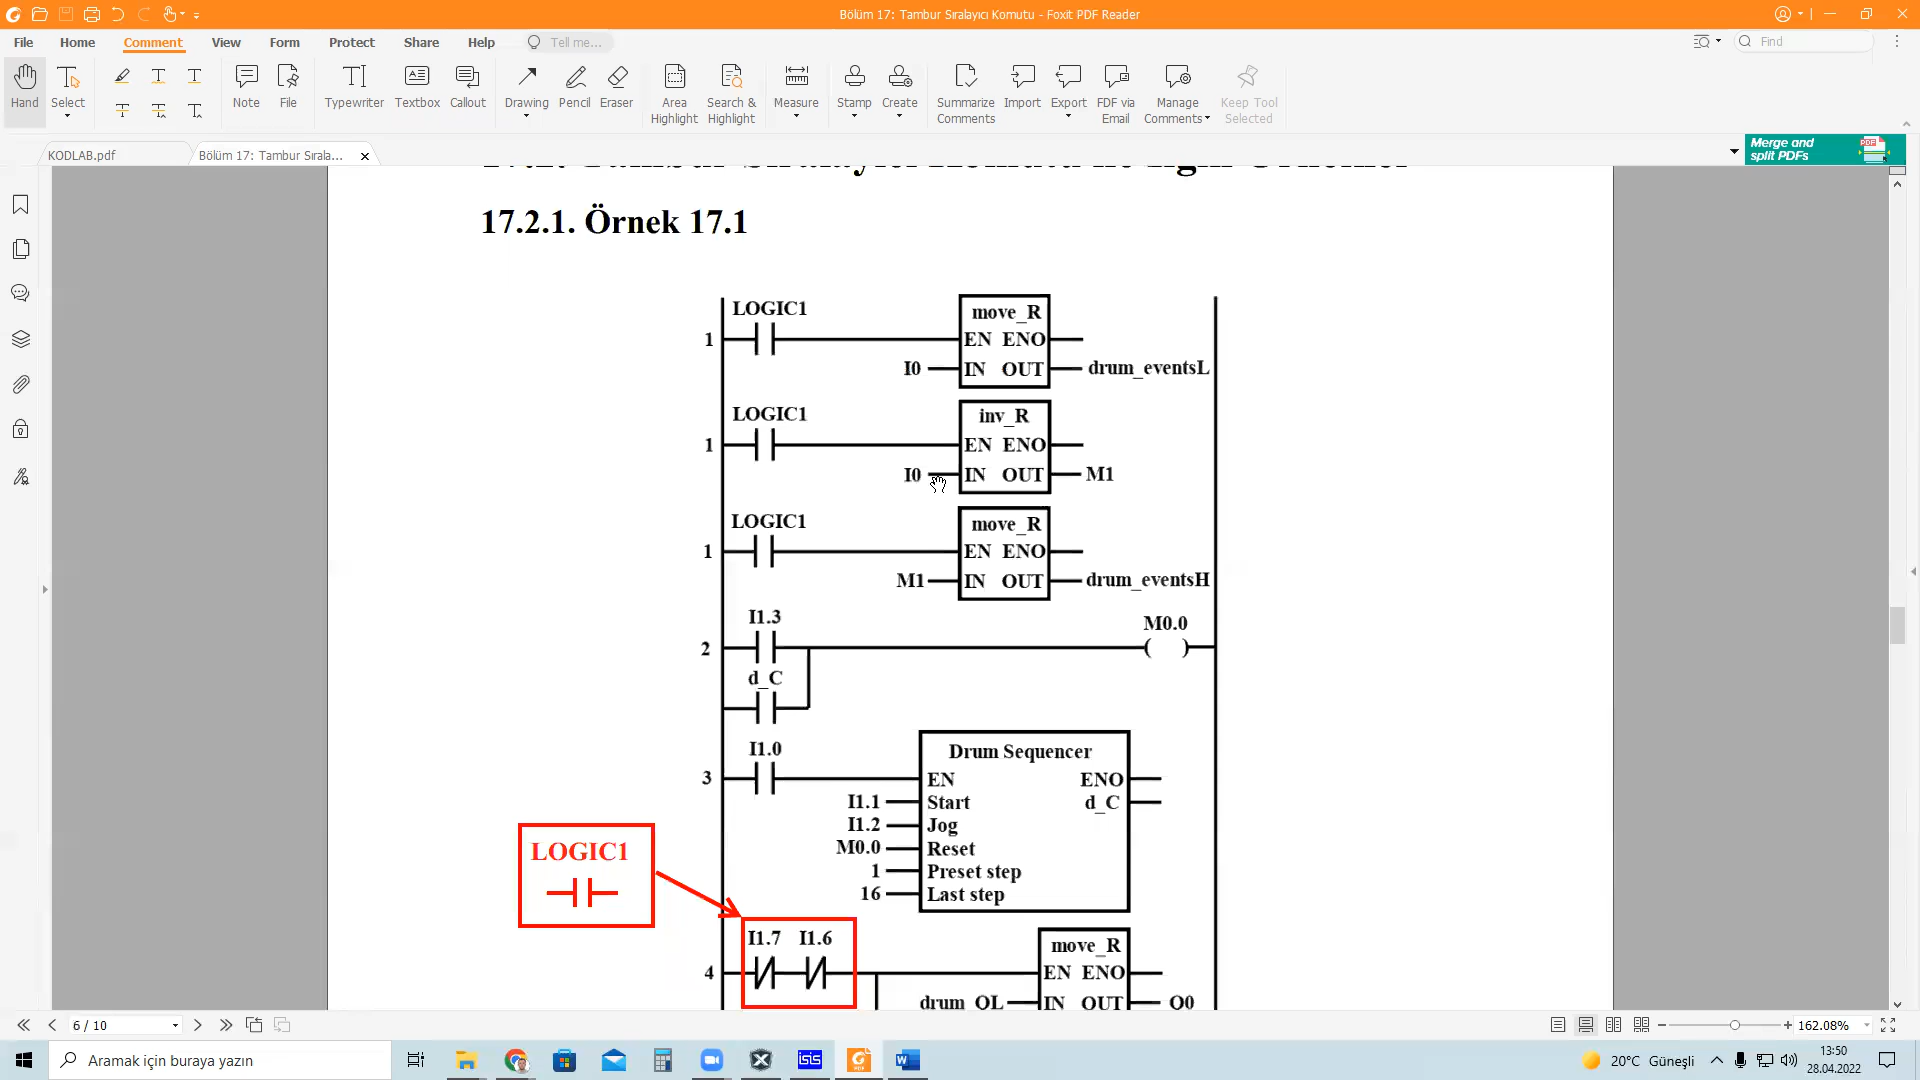 Bölüm 17: Tambur Sıralayıcı Komutu - Foxit PDF Reader
File Home Comment View Form Protect Share Help Tell me... Find
Hand Select Note File Typewriter Textbox Callout Drawing Pencil Eraser Area Highlight Search & Highlight Measure Stamp Create Summarize Comments Import Export FDF via Email Manage Comments Keep Tool Selected
KODLAB.pdf Bölüm 17: Tambur Sırala... Merge and split PDFs
17.2.1. Örnek 17.1
LOGIC1 move_R
1 EN ENO
I0 IN OUT drum_eventsL
LOGIC1 inv_R
1 EN ENO
I0 IN OUT M1
LOGIC1 move_R
1 EN ENO
M1 IN OUT drum_eventsH
I1.3 M0.0
2 ( )
d_C
I1.0 Drum Sequencer
3 EN ENO
I1.1 Start d_C
I1.2 Jog
M0.0 Reset
1 Preset step
16 Last step
LOGIC1
I1.7 I1.6 move_R
4 EN ENO
drum_QL IN OUT Q0
6 / 10 162.08%
Aramak için buraya yazın isis 20°C Güneşli 13:50
28.04.2022